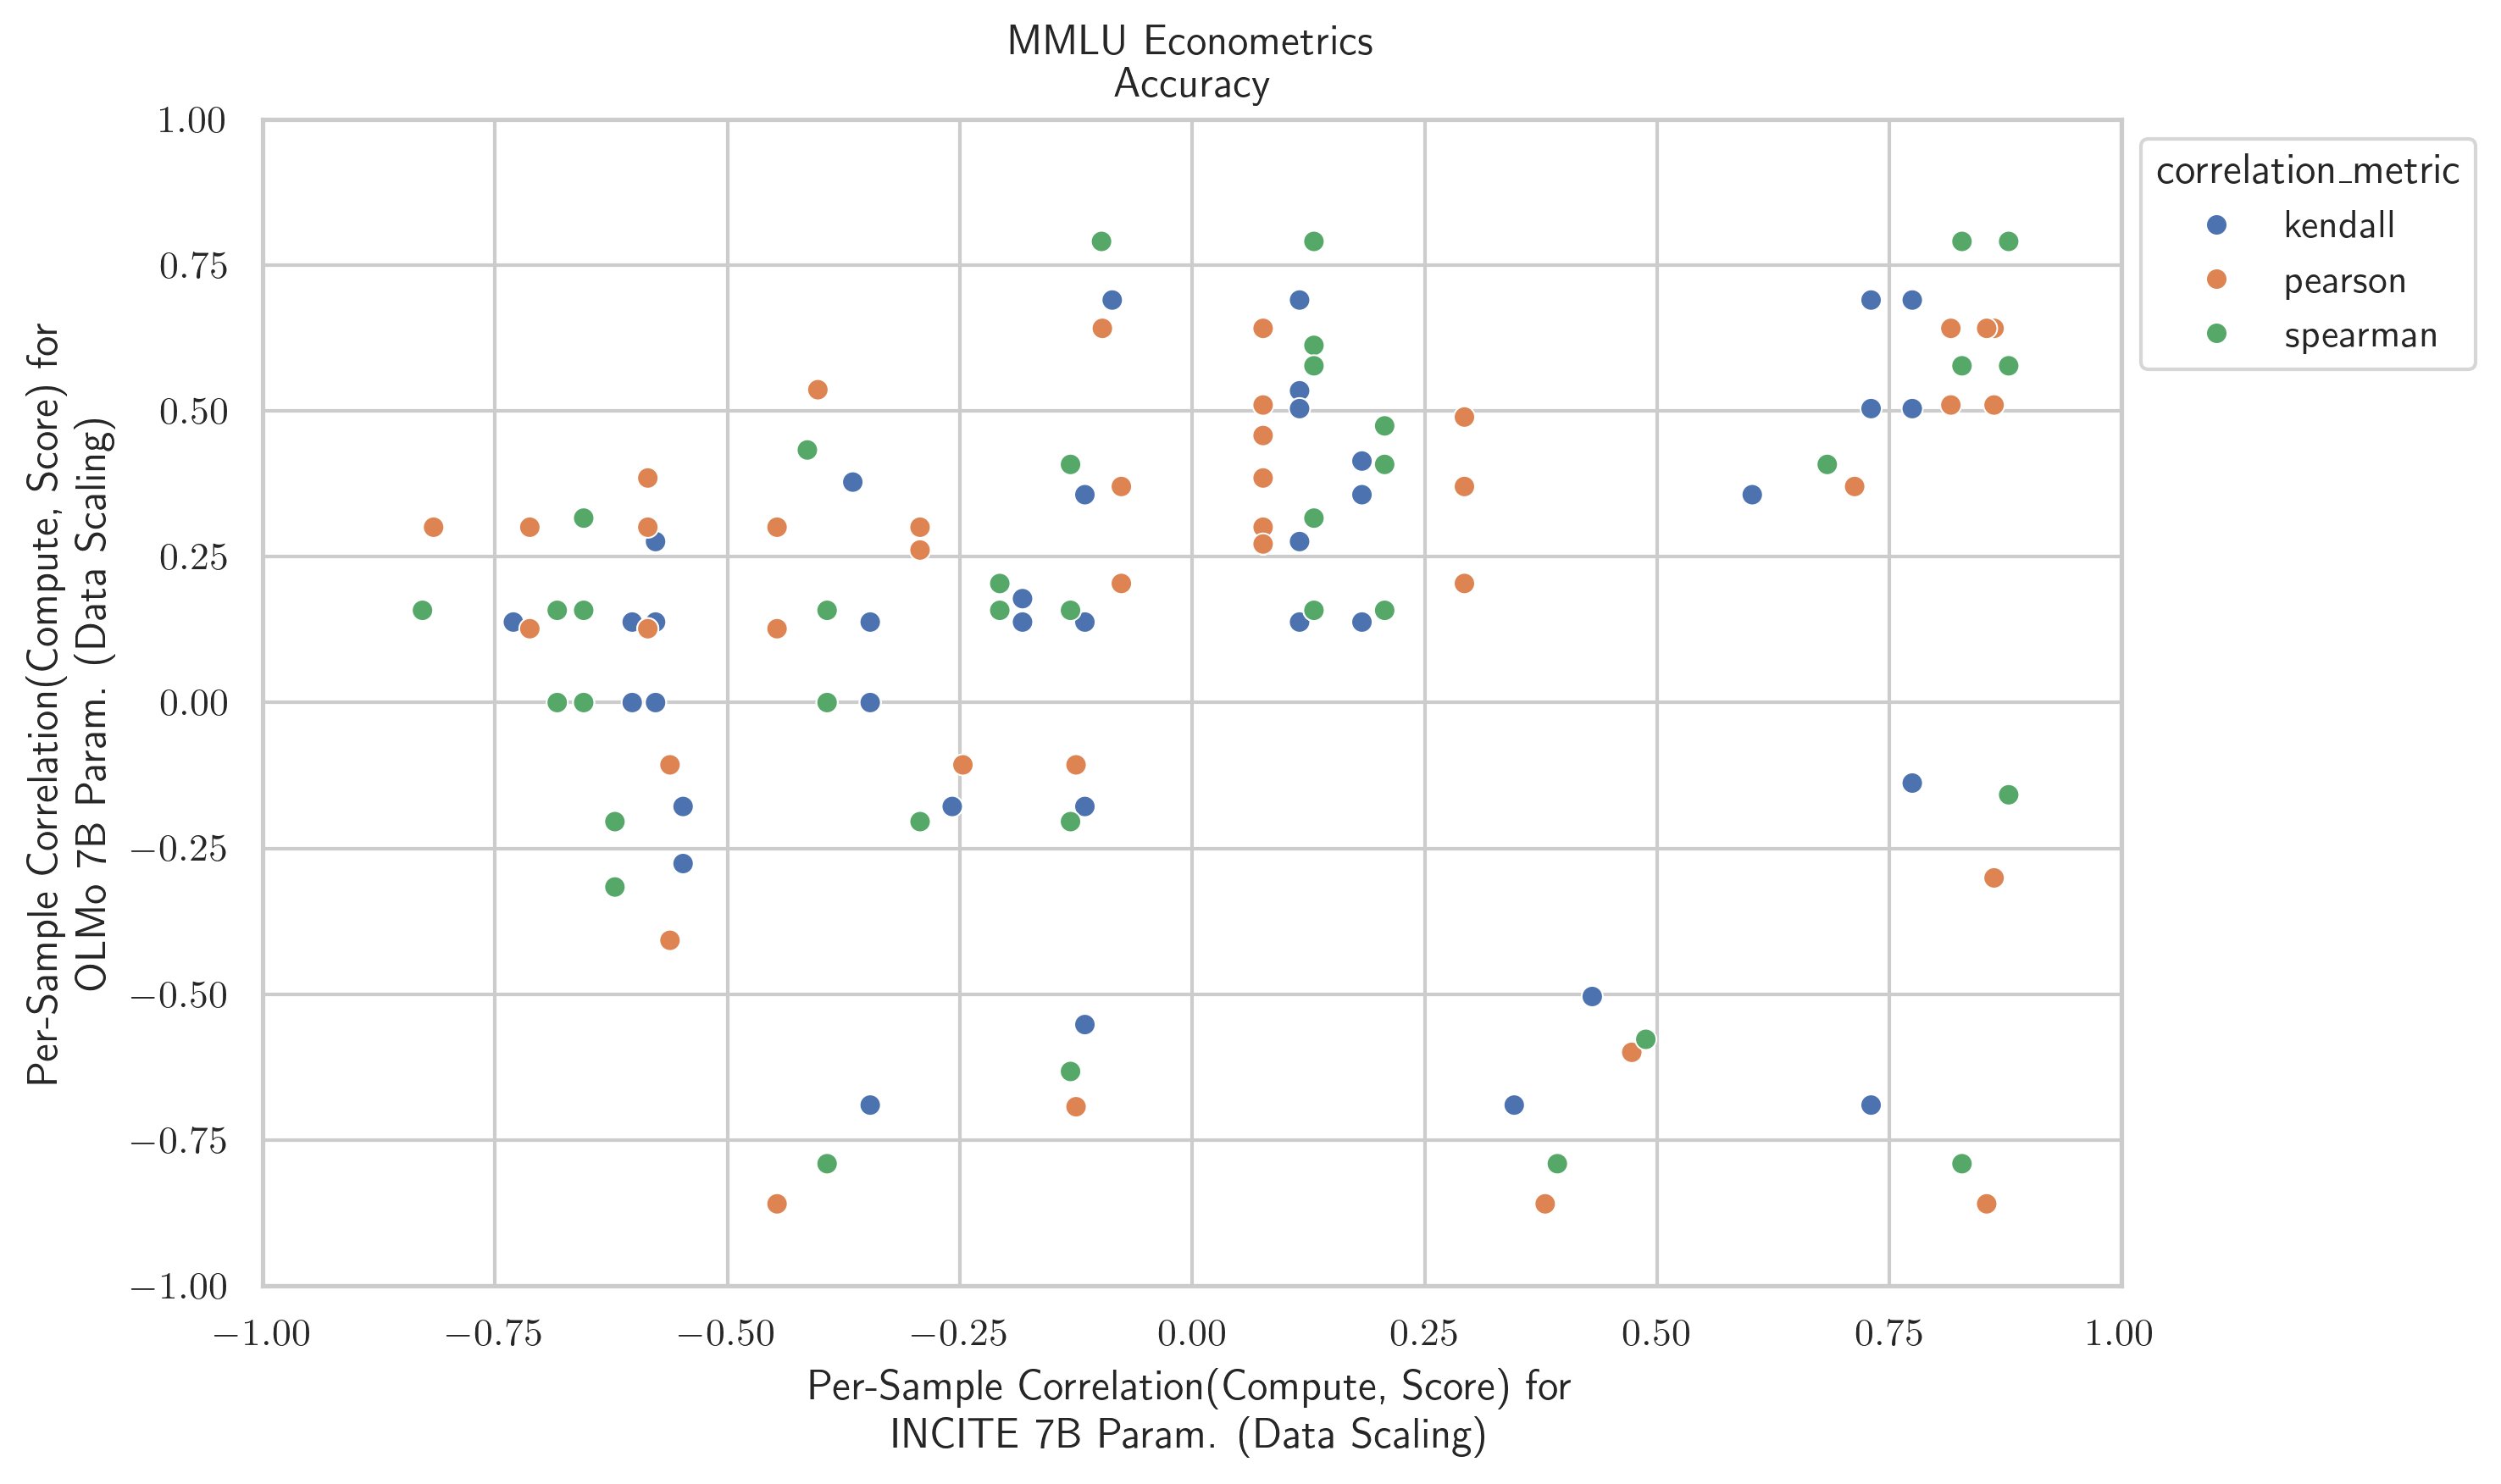 MMLU Econometrics
Accuracy
1.00
0.75
0.50
0.25
0.00
−0.25
−0.50
−0.75
−1.00
Per-Sample Correlation(Compute, Score) for
OLMo 7B Param. (Data Scaling)
correlation_metric
kendall
pearson
spearman
−1.00
−0.75
−0.50
−0.25
0.00
0.25
0.50
0.75
1.00
Per-Sample Correlation(Compute, Score) for
INCITE 7B Param. (Data Scaling)